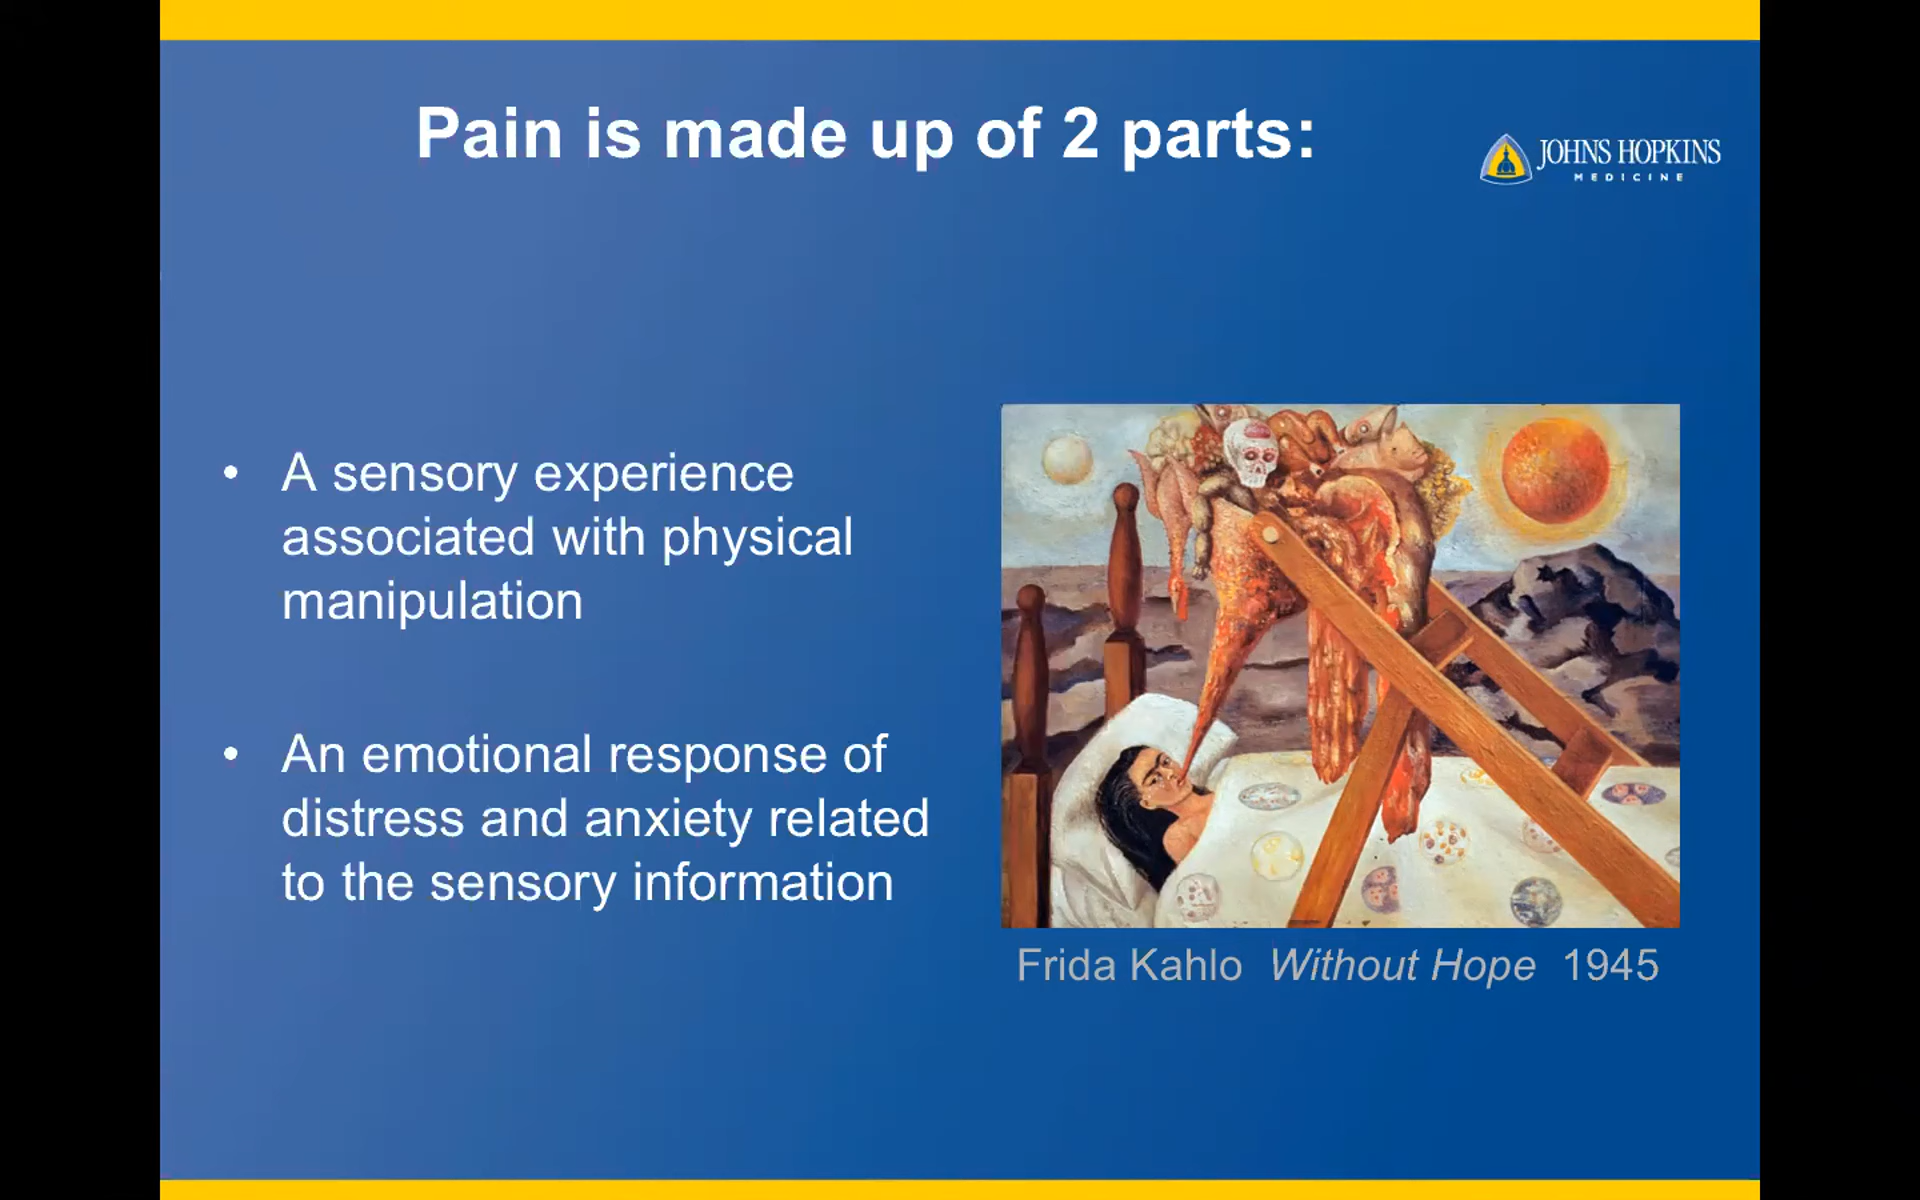 Pain is made up of 2 parts:
JOHNS HOPKINS
MEDICINE
• A sensory experience
associated with physical
manipulation
• An emotional response of
distress and anxiety related
to the sensory information
Frida Kahlo Without Hope 1945